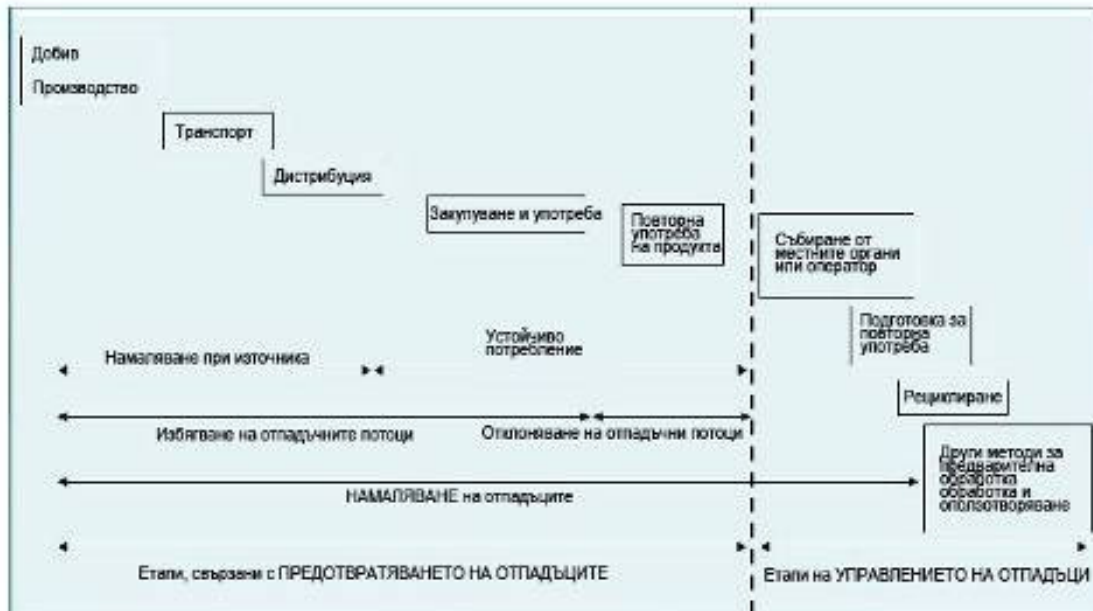 Добив
Производство
Транспорт
Дистрибуция
Закупуване и употреба
Повторна
употреба
на продукта
Събиране от
местните органи
или оператор
Подготовка за
повторна
употреба
Рециклиране
Други методи за
предварителна
обработка
обработка и
оползотворяване
Намаляване при източника
Устойчиво
потребление
Избягване на отпадъчните потоци
Отклоняване на отпадъчни потоци
НАМАЛЯВАНЕ на отпадъците
Етапи, свързани с ПРЕДОТВРАТЯВАНЕТО НА ОТПАДЪЦИТЕ
Етапи на УПРАВЛЕНИЕТО НА ОТПАДЪЦИ